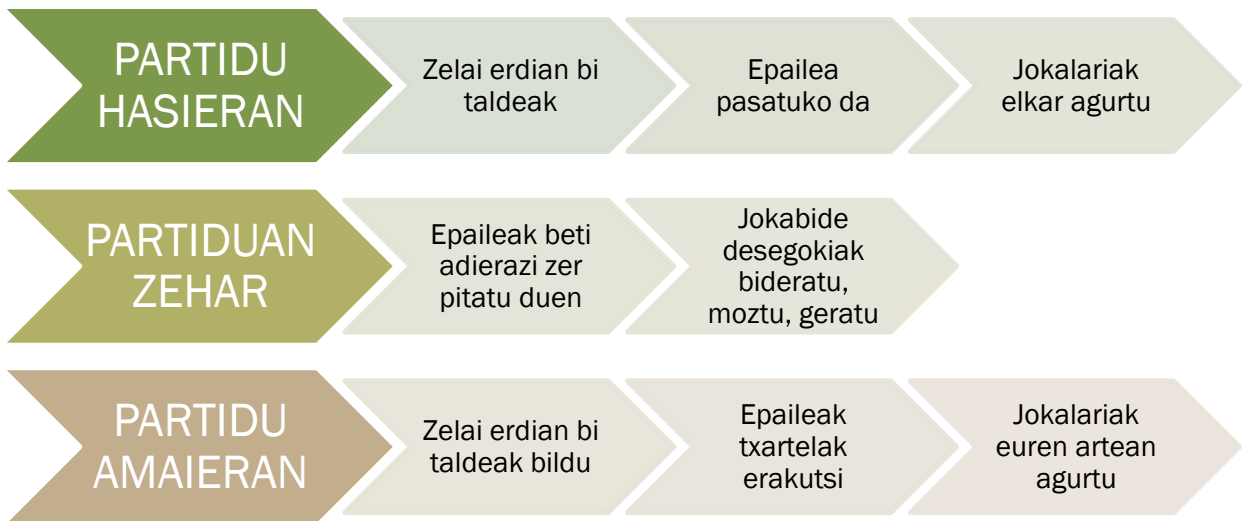 PARTIDU
HASIERAN
Zelai erdian bi
taldeak
Epailea
pasatuko da
Jokalariak
elkar agurtu
PARTIDUAN
ZEHAR
Epaileak beti
adierazi zer
pitatu duen
Jokabide
desegokiak
bideratu,
moztu, geratu
PARTIDU
AMAIERAN
Zelai erdian bi
taldeak bildu
Epaileak
txartelak
erakutsi
Jokalariak
euren artean
agurtu